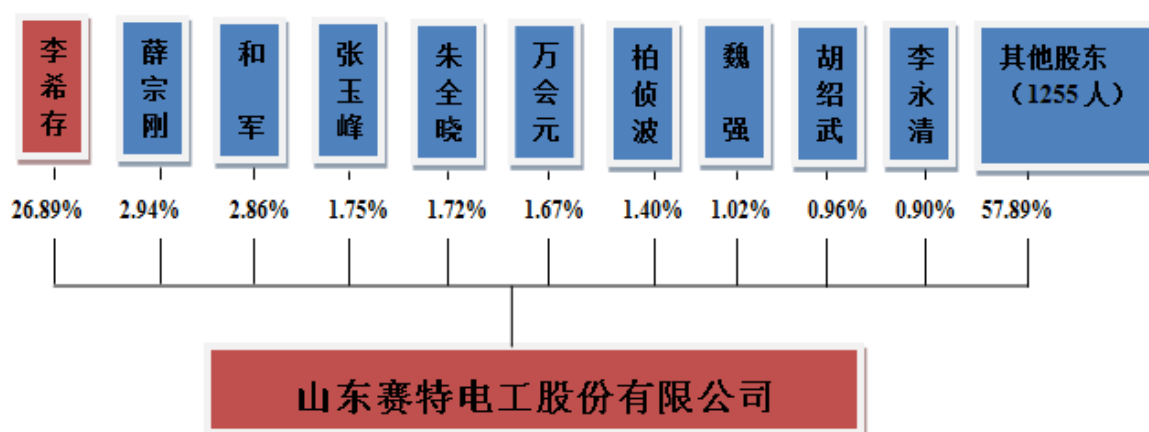 李希存
薛宗刚
和军
张玉峰
朱全晓
万会元
柏侦波
魏强
胡绍武
李永清
其他股东
（1255人）
26.89%
2.94%
2.86%
1.75%
1.72%
1.67%
1.40%
1.02%
0.96%
0.90%
57.89%
山东赛特电工股份有限公司